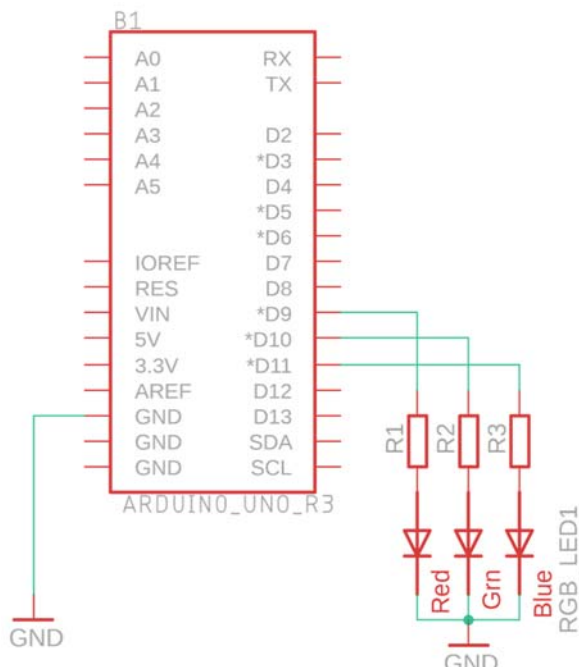 B1
A0 RX
A1 TX
A2
A3 D2
A4 *D3
A5 D4
*D5
*D6
IOREF D7
RES D8
VIN *D9
5V *D10
3.3V *D11
AREF D12
GND D13
GND SDA
GND SCL
ARDUINO_UNO_R3
R1
R2
R3
Red
Grn
Blue
RGB LED1
GND
GND